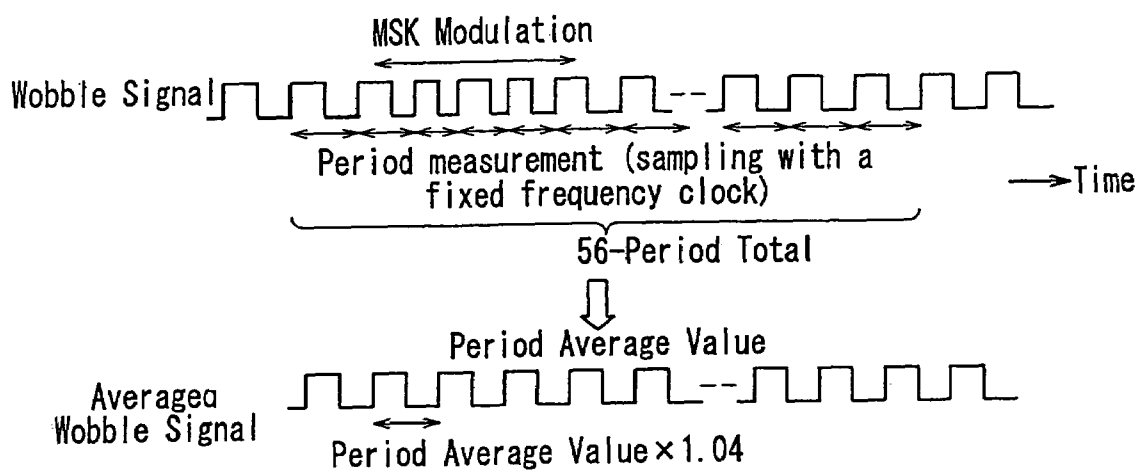 MSK Modulation
Wobble Signal
Period measurement (sampling with a
fixed frequency clock)
Time
56-Period Total
Period Average Value
Averagea
Wobble Signal
Period Average Value×1.04